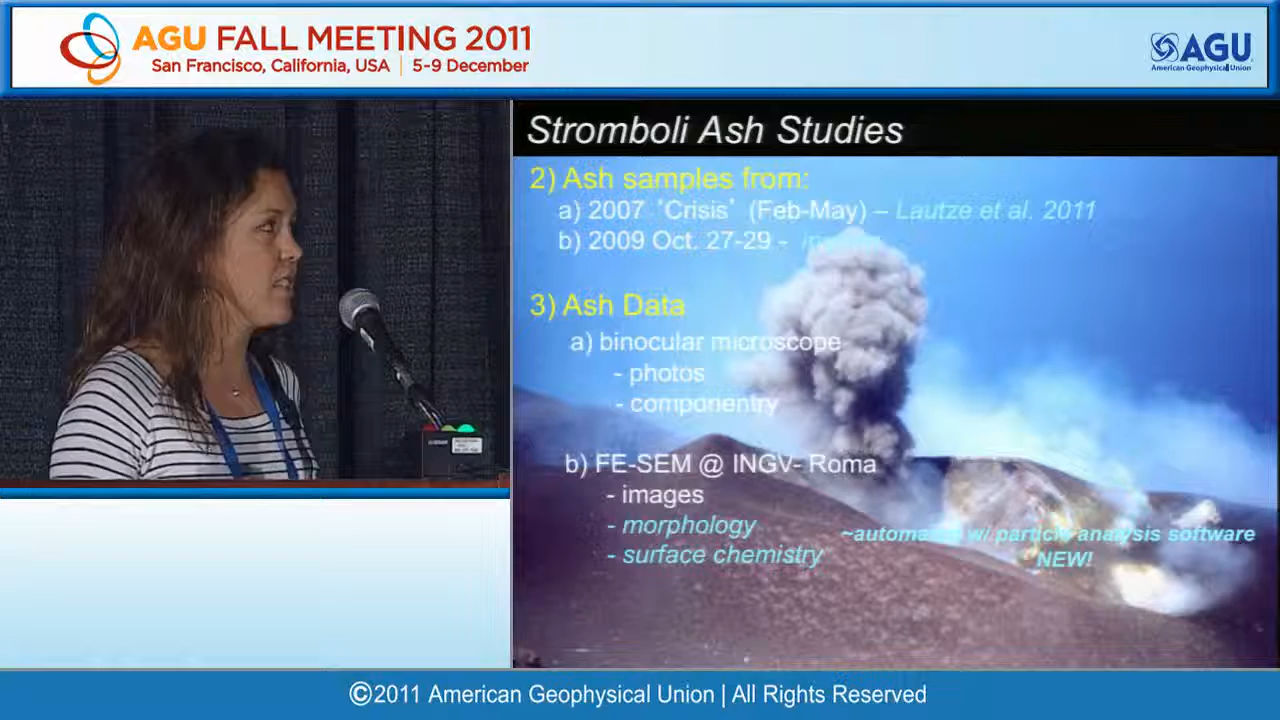 AGU FALL MEETING 2011
San Francisco, California, USA | 5-9 December
AGU
American Geophysical Union
Stromboli Ash Studies
2) Ash samples from:
a) 2007 'Crisis' (Feb-May) – Lautze et al. 2011
b) 2009 Oct. 27-29 -
3) Ash Data
a) binocular microscope
- photos
- componentry
b) FE-SEM @ INGV- Roma
- images
- morphology
~automated w/ particle analysis software
- surface chemistry
NEW!
©2011 American Geophysical Union | All Rights Reserved